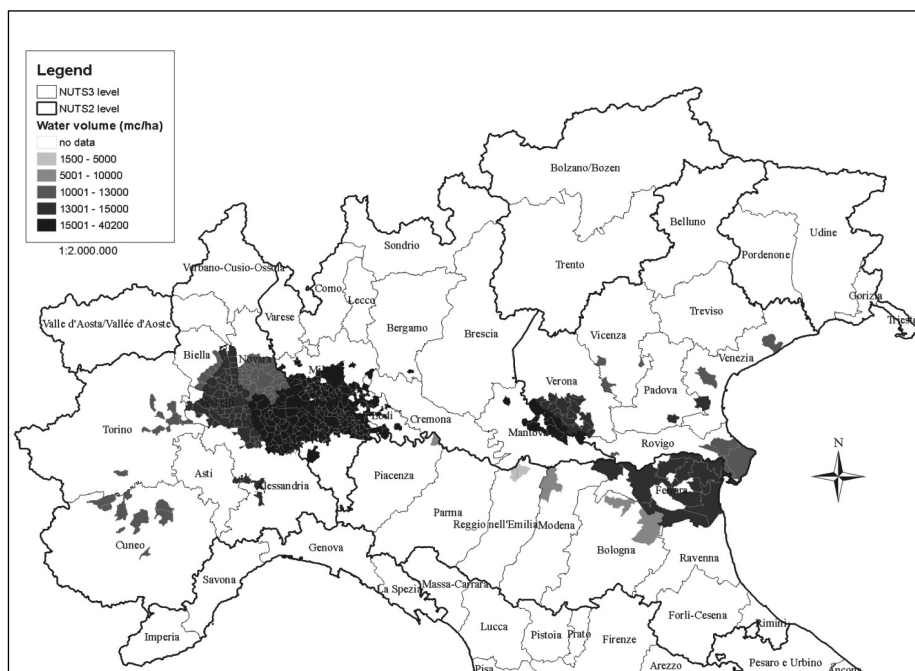 Legend
NUTS3 level
NUTS2 level
Water volume (mc/ha)
no data
1500 - 5000
5001 - 10000
10001 - 13000
13001 - 15000
15001 - 40200
1:2.000.000
Bolzano/Bozen
Belluno
Udine
Sondrio
Trento
Pordenone
Verbano-Cusio-Ossola
Como
Lecco
Gorizia
Trieste
Valle d'Aosta/Vallée d'Aoste
Varese
Bergamo
Brescia
Treviso
Vicenza
Biella
Novara
Mil
Venezia
Verona
Padova
Torino
Lodi
Cremona
Mantova
Rovigo
N
Asti
Alessandria
Piacenza
Ferrara
Parma
Reggio nell'Emilia
Modena
Cuneo
Genova
Bologna
Ravenna
Savona
La Spezia
Massa-Carrara
Forlì-Cesena
Imperia
Lucca
Pistoia
Prato
Firenze
Rimini
Pisa
Arezzo
Pesaro e Urbino
Ancona